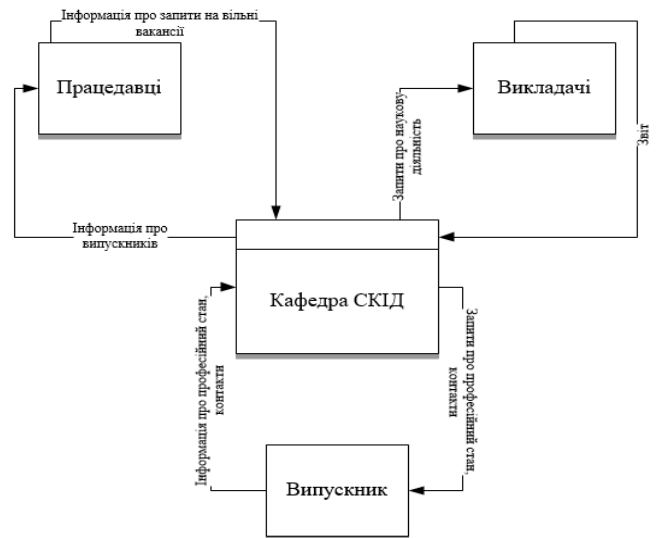 Інформація про запити на вільні
вакансії
Працедавці
Викладачі
Запити про наукову
діяльність
Звіт
Інформація про
випускників
Кафедра СКІД
Інформація про професійний стан,
контакти
Запити про професійний стан,
контакти
Випускник